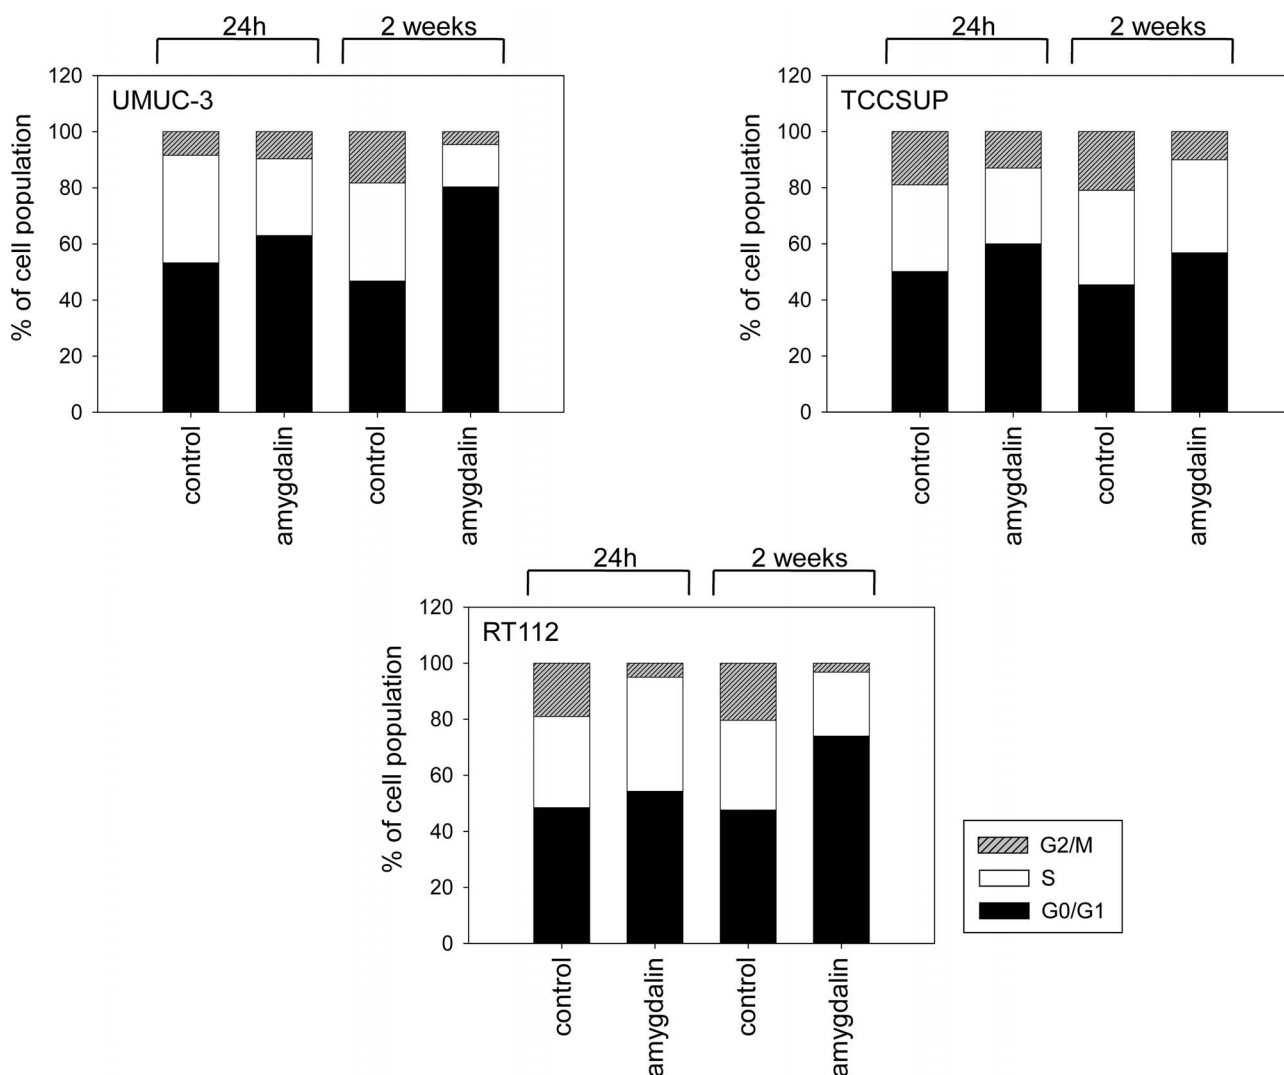 24h 2 weeks
UMUC-3
% of cell population
120
100
80
60
40
20
0
control
amygdalin
control
amygdalin
24h 2 weeks
TCCSUP
% of cell population
120
100
80
60
40
20
0
control
amygdalin
control
amygdalin
24h 2 weeks
RT112
% of cell population
120
100
80
60
40
20
0
control
amygdalin
control
amygdalin
G2/M
S
G0/G1